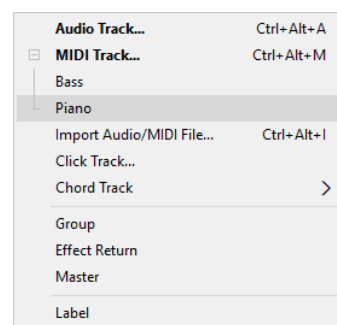 Audio Track... Ctrl+Alt+A
MIDI Track... Ctrl+Alt+M
Bass
Piano
Import Audio/MIDI File... Ctrl+Alt+I
Click Track...
Chord Track
Group
Effect Return
Master
Label